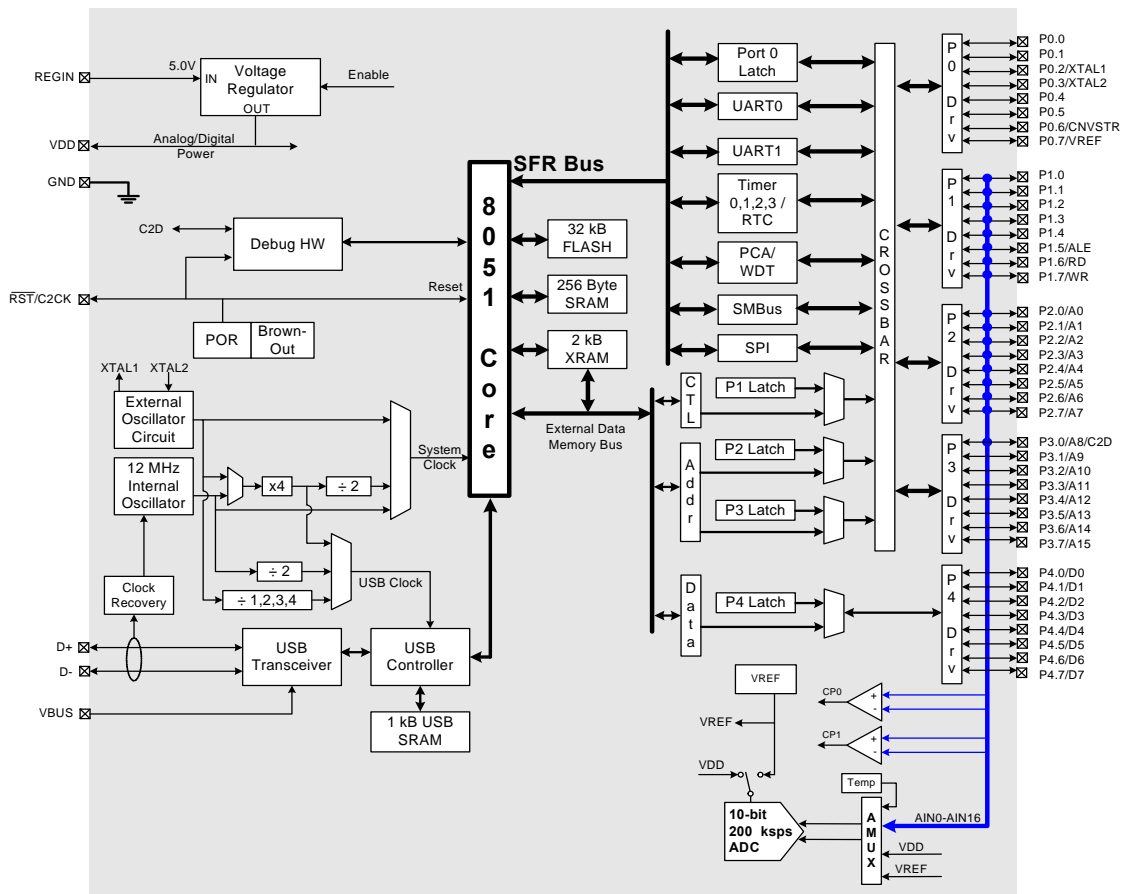 REGIN
5.0V
IN
Voltage
Regulator
OUT
Enable
VDD
Analog/Digital
Power
GND
C2D
Debug HW
RST/C2CK
Reset
POR
Brown-
Out
XTAL1
XTAL2
External
Oscillator
Circuit
12 MHz
Internal
Oscillator
x4
÷ 2
System
Clock
÷ 2
÷ 1,2,3,4
USB Clock
Clock
Recovery
D+
D-
VBUS
USB
Transceiver
USB
Controller
1 kB USB
SRAM
8051 Core
SFR Bus
32 kB
FLASH
256 Byte
SRAM
2 kB
XRAM
External Data
Memory Bus
Port 0
Latch
UART0
UART1
Timer
0,1,2,3 /
RTC
PCA/
WDT
SMBus
SPI
CTL
P1 Latch
Addr
P2 Latch
P3 Latch
Data
P4 Latch
CROSSBAR
P0 Drv
P0.0
P0.1
P0.2/XTAL1
P0.3/XTAL2
P0.4
P0.5
P0.6/CNVSTR
P0.7/VREF
P1 Drv
P1.0
P1.1
P1.2
P1.3
P1.4
P1.5/ALE
P1.6/RD
P1.7/WR
P2 Drv
P2.0/A0
P2.1/A1
P2.2/A2
P2.3/A3
P2.4/A4
P2.5/A5
P2.6/A6
P2.7/A7
P3 Drv
P3.0/A8/C2D
P3.1/A9
P3.2/A10
P3.3/A11
P3.4/A12
P3.5/A13
P3.6/A14
P3.7/A15
P4 Drv
P4.0/D0
P4.1/D1
P4.2/D2
P4.3/D3
P4.4/D4
P4.5/D5
P4.6/D6
P4.7/D7
VREF
VREF
VDD
CP0
+
-
CP1
+
-
Temp
10-bit
200 ksps
ADC
AMUX
AIN0-AIN16
VDD
VREF